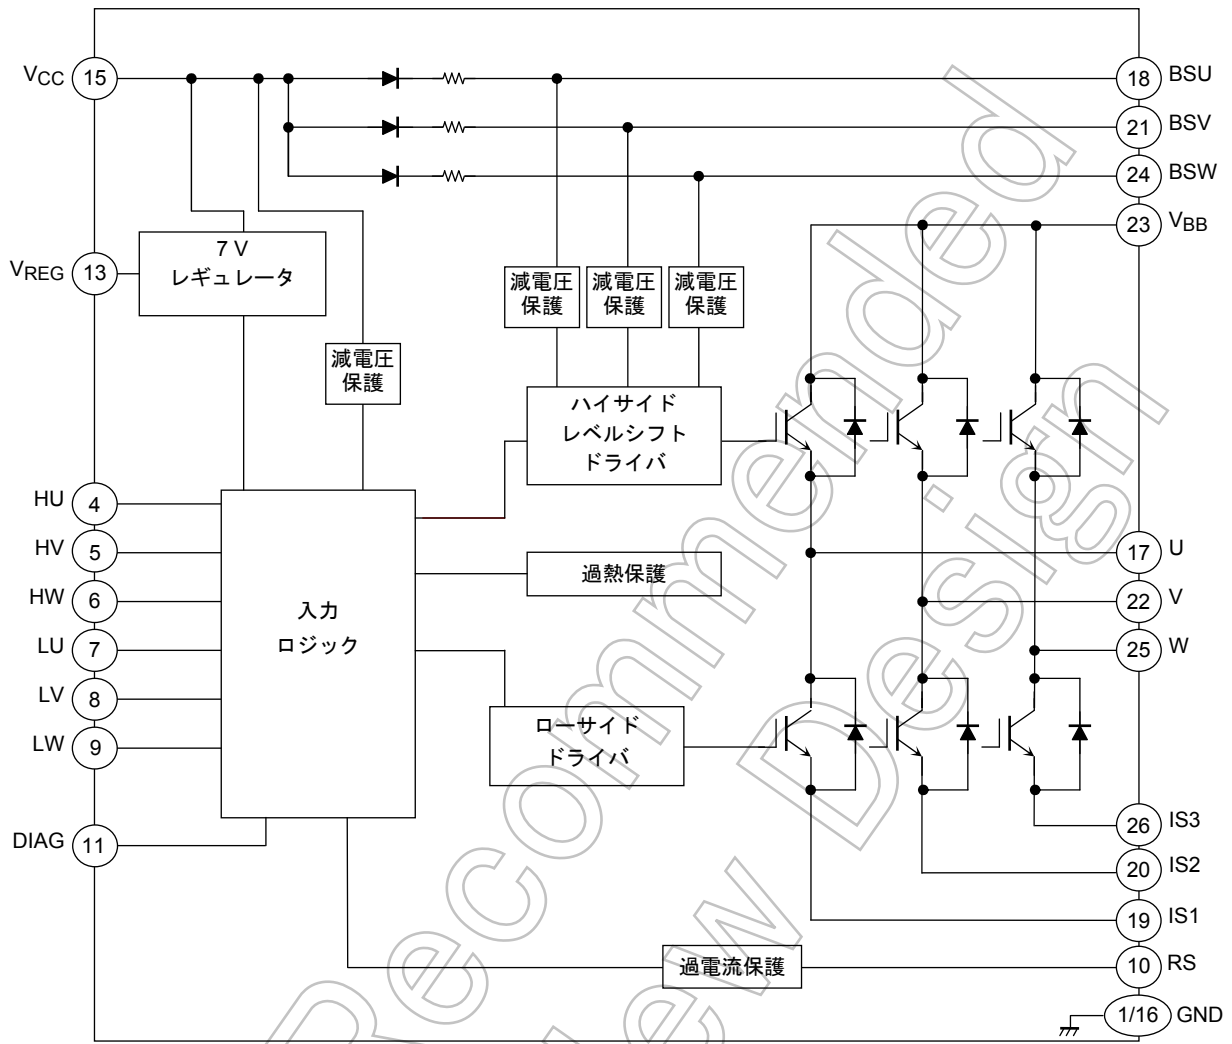 VCC 15
18 BSU
21 BSV
24 BSW
23 VBB
7 V
レギュレータ
VREG 13
減電圧
保護
減電圧
保護
減電圧
保護
減電圧
保護
ハイサイド
レベルシフト
ドライバ
HU 4
HV 5
HW 6
LU 7
LV 8
LW 9
入力
ロジック
過熱保護
17 U
22 V
25 W
ローサイド
ドライバ
DIAG 11
26 IS3
20 IS2
19 IS1
過電流保護
10 RS
1/16 GND
Recommended
New Design